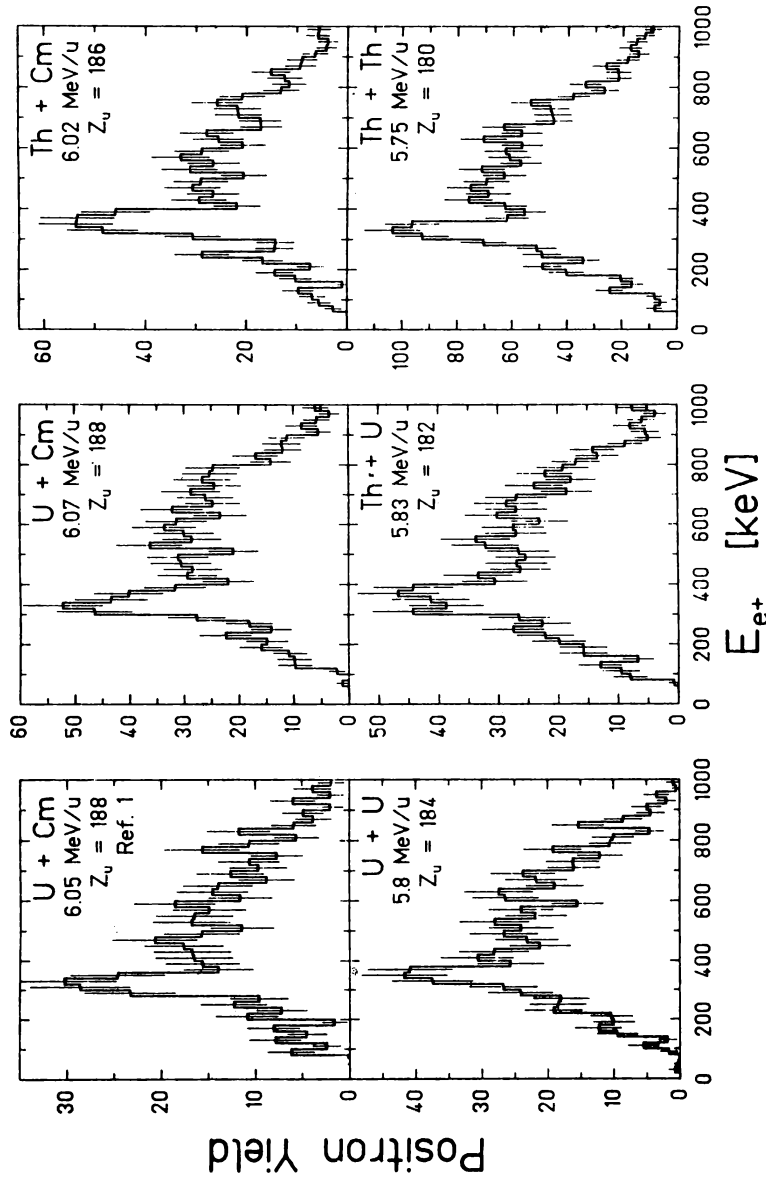 U + Cm
6.05 MeV/u
Z_u = 188
Ref. 1
30
20
10
0
U + Cm
6.07 MeV/u
Z_u = 188
60
50
40
30
20
10
0
Th + Cm
6.02 MeV/u
Z_u = 186
60
40
20
0
U + U
5.8 MeV/u
Z_u = 184
40
30
20
10
0
0 200 400 600 800 1000
Th + U
5.83 MeV/u
Z_u = 182
50
40
30
20
10
0
0 200 400 600 800 1000
Th + Th
5.75 MeV/u
Z_u = 180
100
80
60
40
20
0
0 200 400 600 800 1000
Positron Yield
E_e+ [keV]